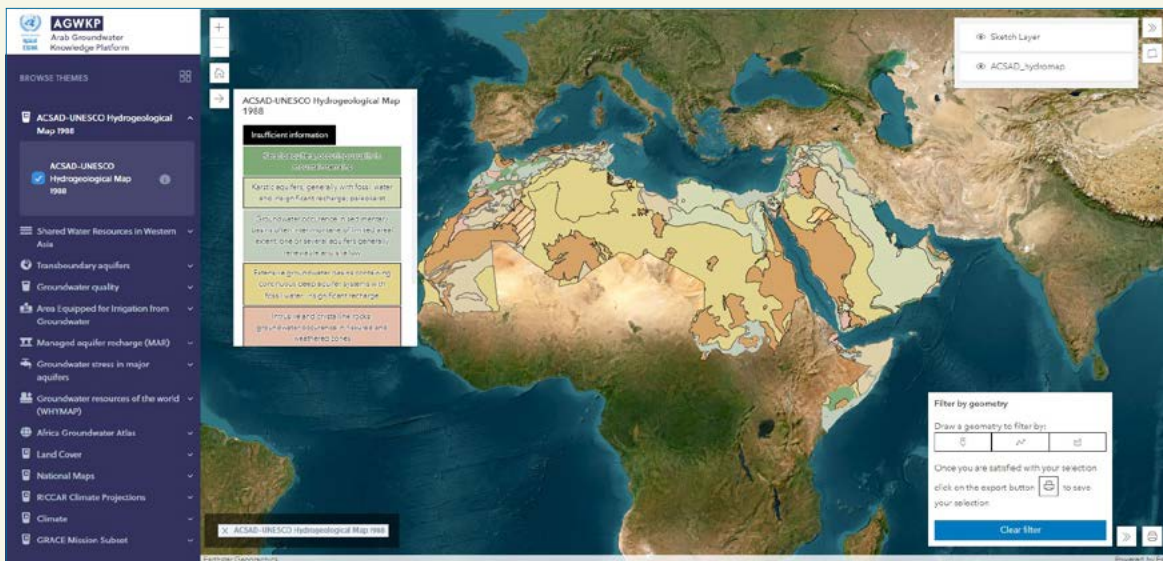 AGWKP
Arab Groundwater
Knowledge Platform
BROWSE THEMES
ACSAD-UNESCO Hydrogeological
Map 1988
ACSAD-UNESCO
Hydrogeological Map
1988
Shared Water Resources in Western
Asia
Transboundary aquifers
Groundwater quality
Area Equipped for Irrigation from
Groundwater
Managed aquifer recharge (MAR)
Groundwater stress in major
aquifers
Groundwater resources of the world
(WHYMAP)
Africa Groundwater Atlas
Land Cover
National Maps
RICCAR Climate Projections
Climate
GRACE Mission Subset
ACSAD-UNESCO Hydrogeological Map
1988
Insufficient information
Karstic aquifers, generally with fossil water
and insignificant recharge; paleokarst
Extensive groundwater basins containing
continuous deep aquifer systems with
fossil water, insignificant recharge
Intrusive and crystalline rocks,
groundwater occurence in fissured and
weathered zones
Sketch Layer
ACSAD_hydromap
Filter by geometry
Draw a geometry to filter by:
Once you are satisfied with your selection
click on the export button to save
your selection
Clear filter
ACSAD-UNESCO Hydrogeological Map 1988
Earthstar Geographics
Powered by